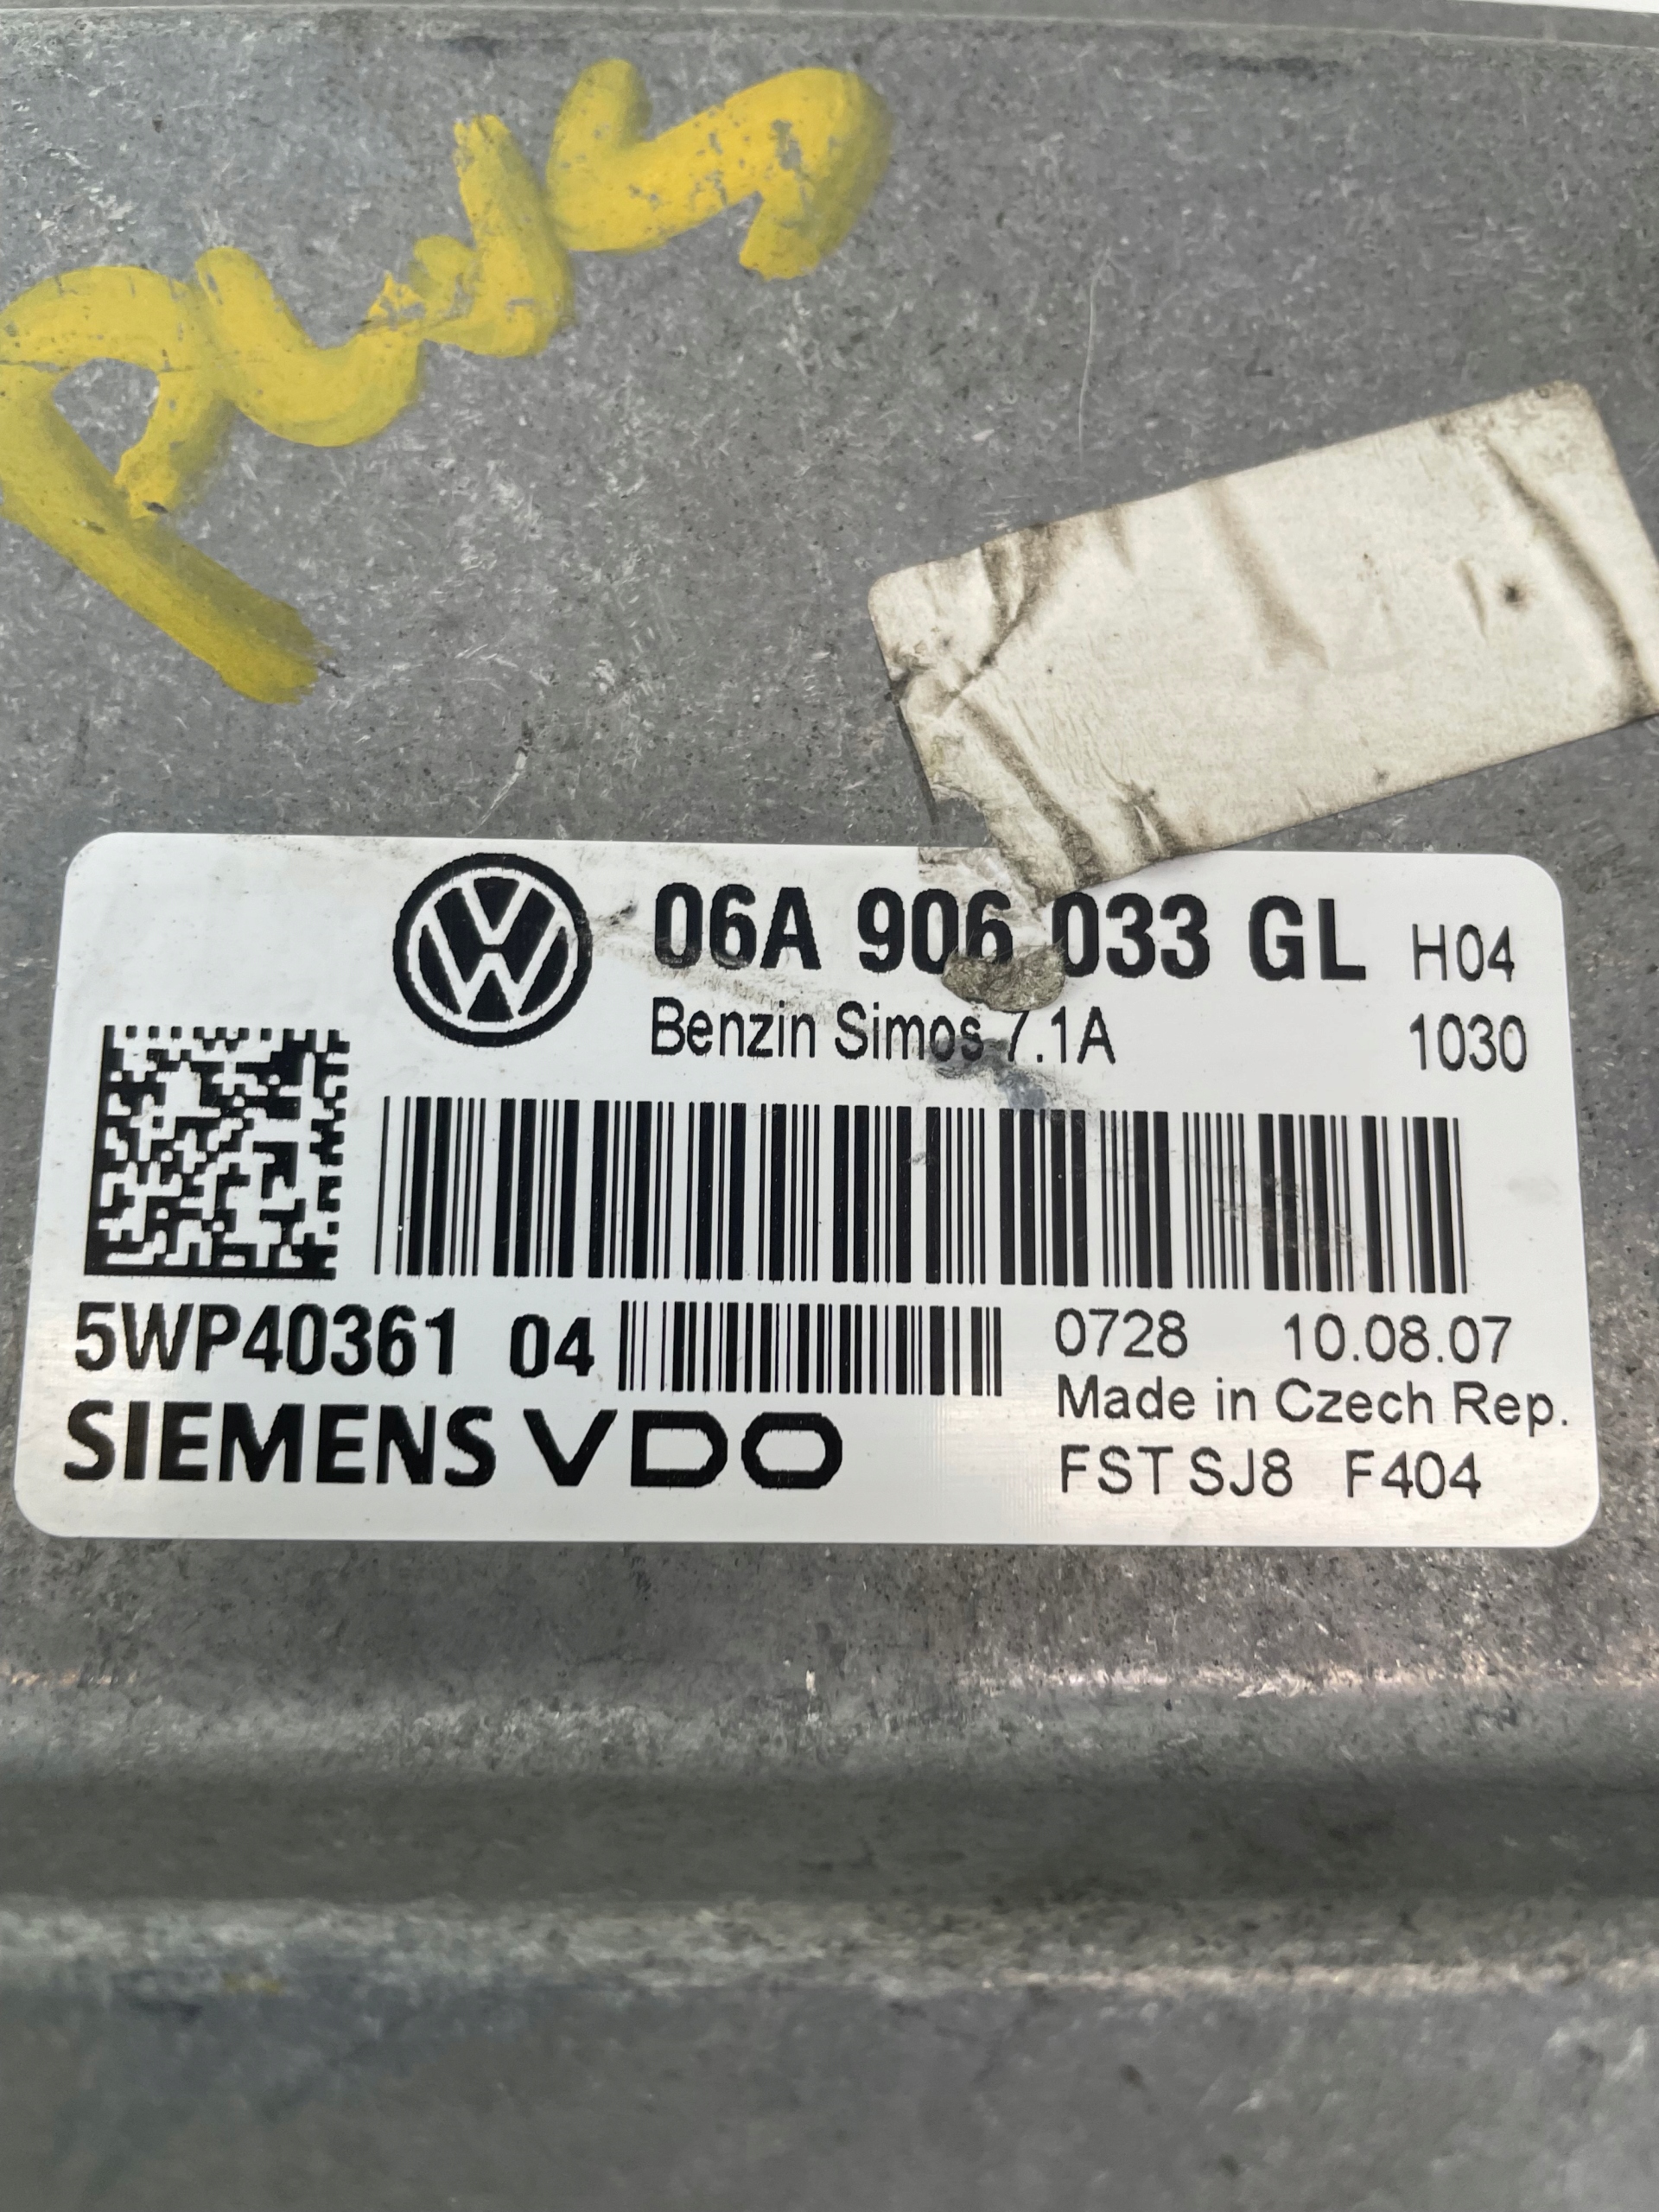 06A 906 033 GL H04
Benzin Simos 7.1A 1030
5WP40361 04
0728 10.08.07
SIEMENS VDO
Made in Czech Rep.
FST SJ8 F404